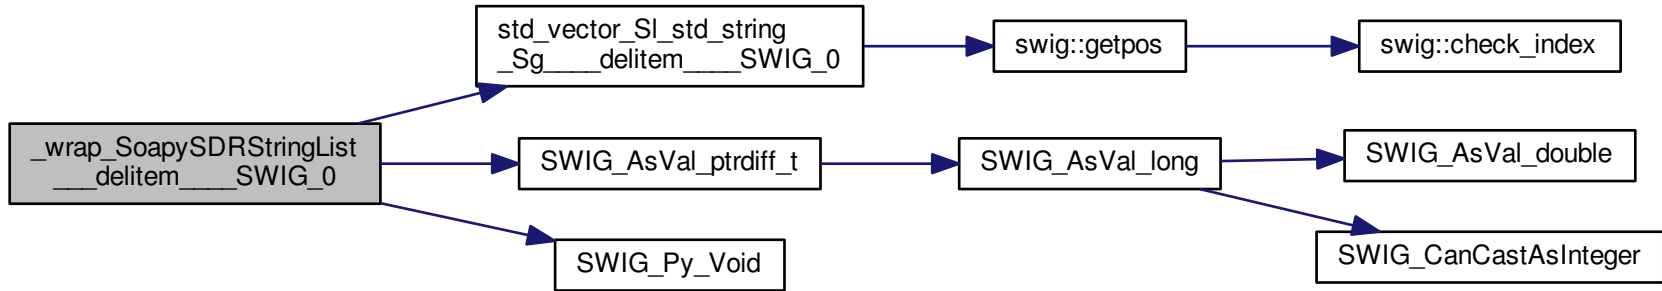 std_vector_Sl_std_string
_Sg____delitem____SWIG_0
swig::getpos
swig::check_index
_wrap_SoapySDRStringList
___delitem____SWIG_0
SWIG_AsVal_ptrdiff_t
SWIG_AsVal_long
SWIG_AsVal_double
SWIG_CanCastAsInteger
SWIG_Py_Void